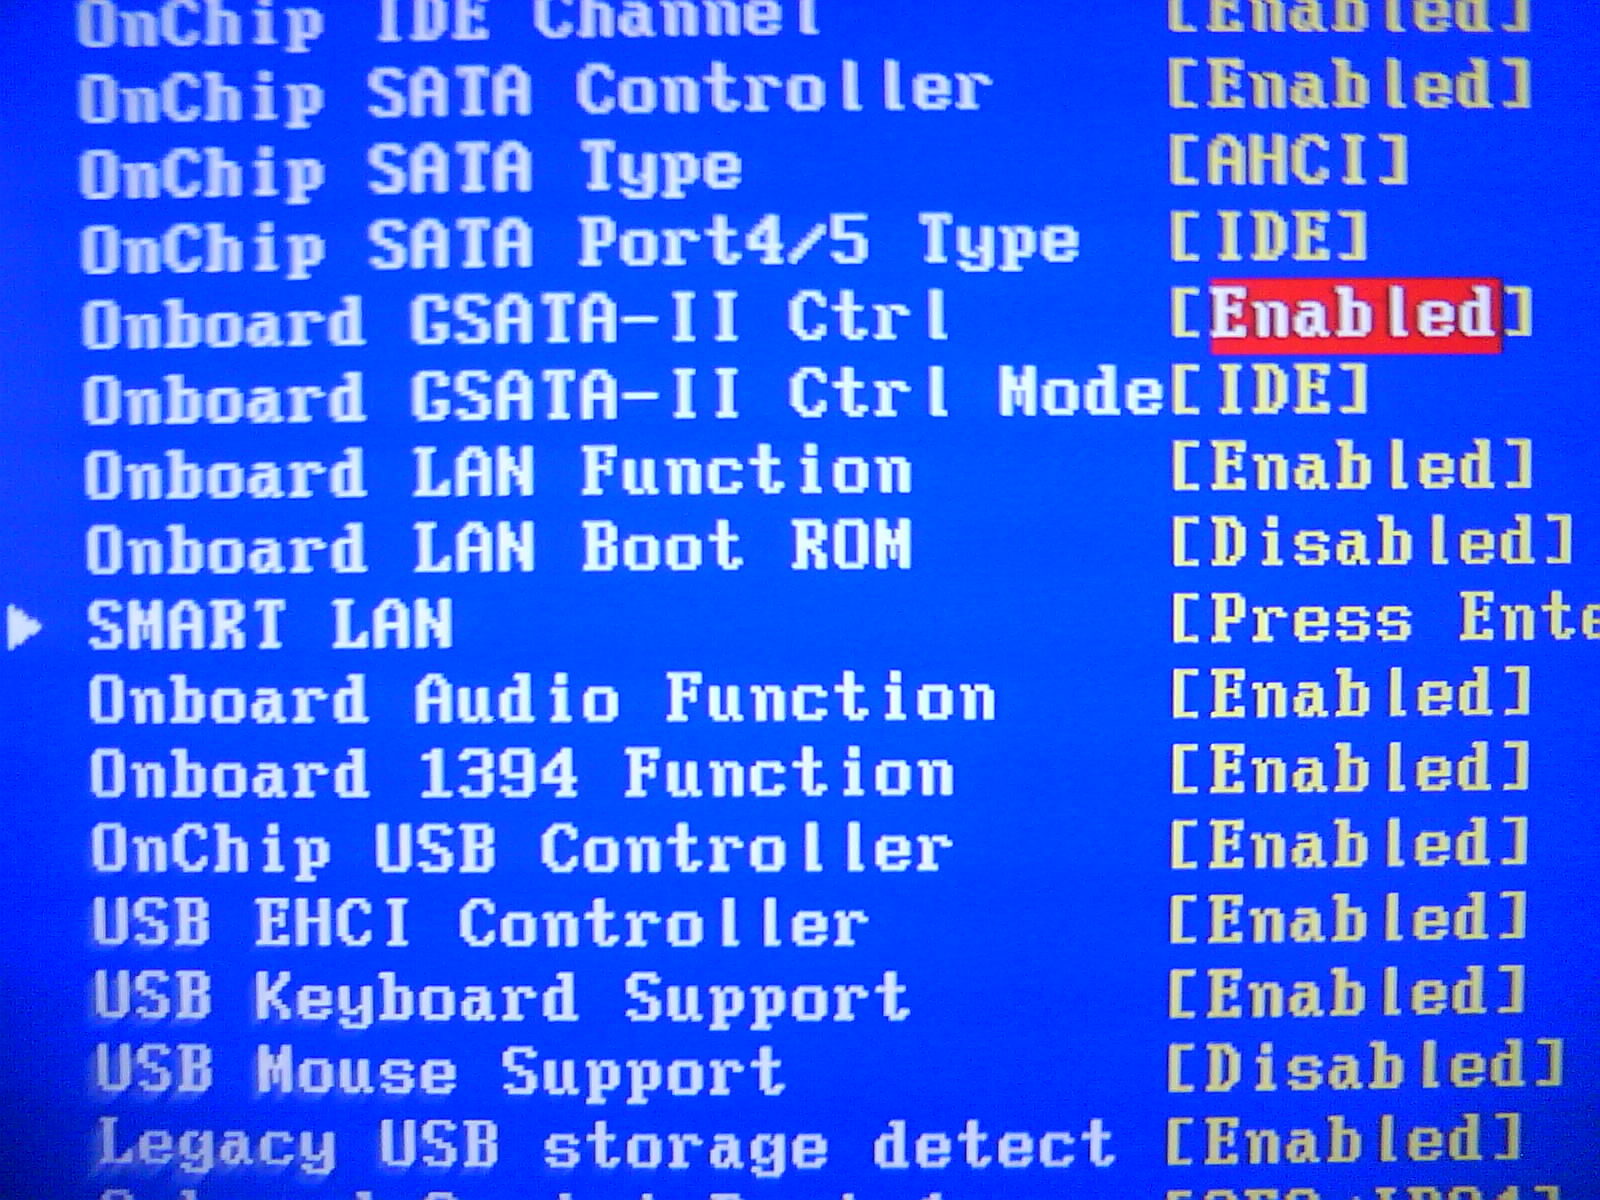 OnChip IDE Channel [Enabled]
OnChip SATA Controller [Enabled]
OnChip SATA Type [AHCI]
OnChip SATA Port4/5 Type [IDE]
Onboard GSATA-II Ctrl [Enabled]
Onboard GSATA-II Ctrl Mode[IDE]
Onboard LAN Function [Enabled]
Onboard LAN Boot ROM [Disabled]
SMART LAN [Press Ente
Onboard Audio Function [Enabled]
Onboard 1394 Function [Enabled]
OnChip USB Controller [Enabled]
USB EHCI Controller [Enabled]
USB Keyboard Support [Enabled]
USB Mouse Support [Disabled]
Legacy USB storage detect [Enabled]